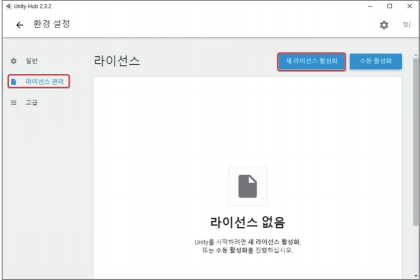 Unity Hub 2.3.2
환경 설정
일반
라이선스 관리
고급
라이선스
새 라이선스 활성화
수동 활성화
라이선스 없음
Unity를 시작하려면 새 라이선스 활성화,
또는 수동 활성화를 진행하십시오.